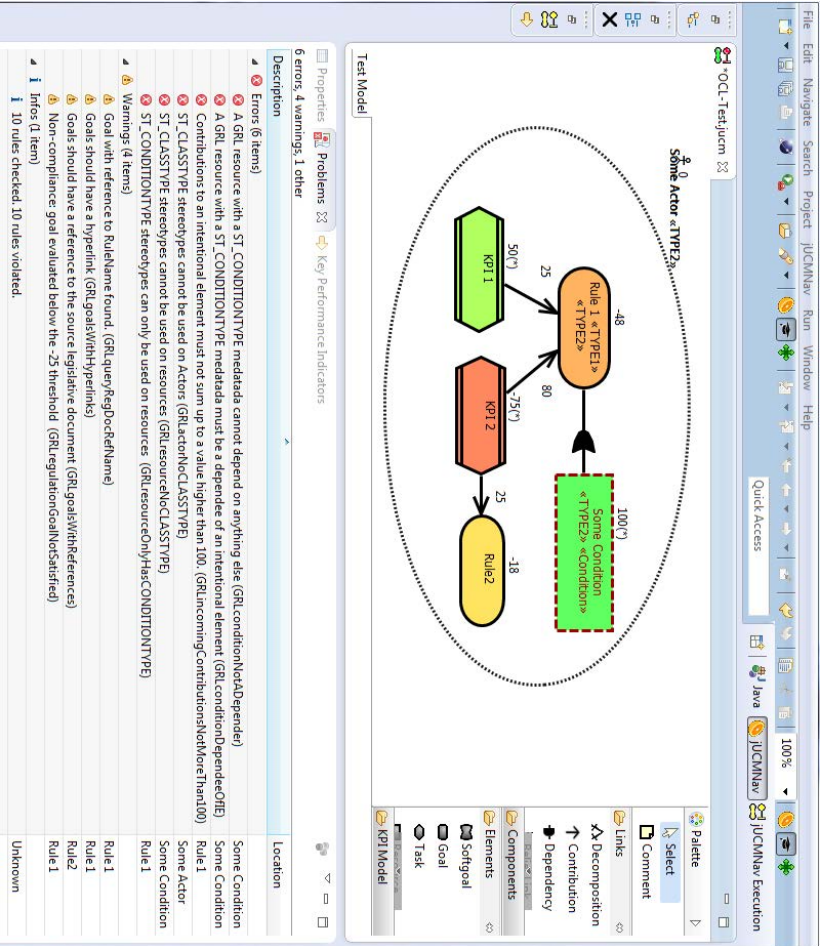 File Edit Navigate Search Project jUCMNav Run Window Help
100%
Quick Access
Java
jUCMNav
jUCMNav Execution
*OCL-Test.jucm
Some Actor «TYPE2»
0
-48
Rule 1 «TYPE1»
«TYPE2»
100(*)
Some Condition
«TYPE2» «Condition»
25
80
50(*)
KPI 1
-75(*)
KPI 2
25
-18
Rule2
Palette
Select
Comment
Links
Decomposition
Contribution
Dependency
Components
Elements
Softgoal
Goal
Task
KPI Model
Test Model
Properties
Problems
Key Performance Indicators
6 errors, 4 warnings, 1 other
Description Location
Errors (6 items)
A GRL resource with a ST_CONDITIONTYPE medatada cannot depend on anything else (GRLconditionNotADepender) Some Condition
A GRL resource with a ST_CONDITIONTYPE medatada must be a dependee of an intentional element (GRLconditionDependeeOfIE) Some Condition
Contributions to an intentional element must not sum up to a value higher than 100. (GRLincomingContributionsNotMoreThan100) Rule 1
ST_CLASSTYPE stereotypes cannot be used on Actors (GRLactorNoCLASSTYPE) Some Actor
ST_CLASSTYPE stereotypes cannot be used on resources (GRLresourceNoCLASSTYPE) Some Condition
ST_CONDITIONTYPE stereotypes can only be used on resources (GRLresourceOnlyHasCONDITIONTYPE) Rule 1
Warnings (4 items)
Goal with reference to RuleName found. (GRLqueryRegDocRefName) Rule 1
Goals should have a hyperlink (GRLgoalsWithHyperlinks) Rule 1
Goals should have a reference to the source legislative document (GRLgoalsWithReferences) Rule2
Non-compliance: goal evaluated below the -25 threshold (GRLregulationGoalNotSatisfied) Rule 1
Infos (1 item)
10 rules checked. 10 rules violated. Unknown